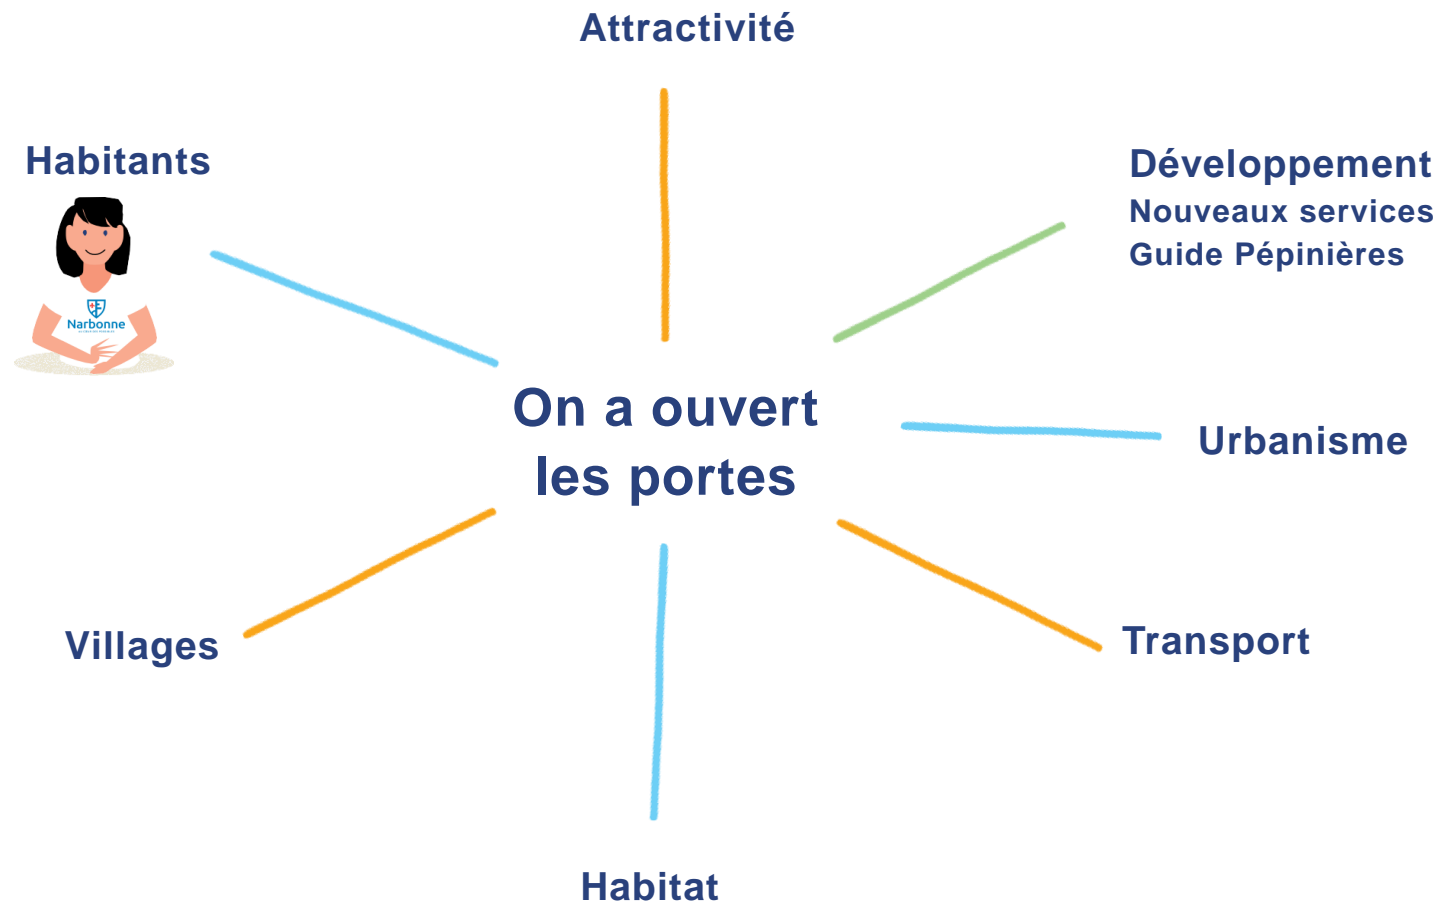 Attractivité
Habitants
Narbonne
Développement
Nouveaux services
Guide Pépinières
On a ouvert
les portes
Urbanisme
Villages
Transport
Habitat